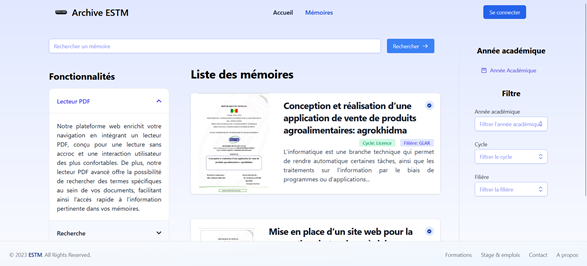 Archive ESTM
Accueil
Mémoires
Se connecter
Rechercher un mémoire
Rechercher →
Fonctionnalités
Lecteur PDF
Notre plateforme web enrichit votre
navigation en intégrant un lecteur
PDF, conçu pour une lecture sans
accroc et une interaction utilisateur
des plus confortables. De plus, notre
lecteur PDF avancé offre la possibilité
de rechercher des termes spécifiques
au sein de vos documents, facilitant
ainsi l'accès rapide à l'information
pertinente dans vos mémoires.
Recherche
Liste des mémoires
Conception et réalisation d'une
application de vente de produits
agroalimentaires: agrokhidma
Cycle: Licence
Filière: GLAR
L'informatique est une branche technique qui permet
de rendre automatique certaines tâches, ainsi que les
traitements sur l'information par le biais de
programmes ou d'applications...
Mise en place d'un site web pour la
Année académique
Année Académique
Filtre
Année académique
Filtrer l'année académique
Cycle
Filtrer le cycle
Filière
Filtrer la filière
© 2023 ESTM. All Rights Reserved.
Formations
Stage & emplois
Contact
A propos